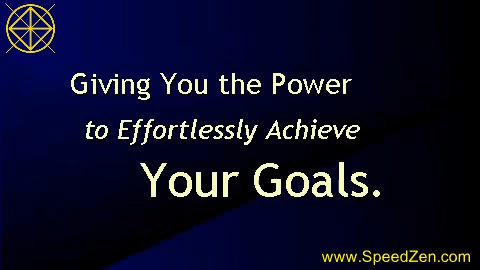 Giving You the Power
to Effortlessly Achieve
Your Goals.
www.SpeedZen.com